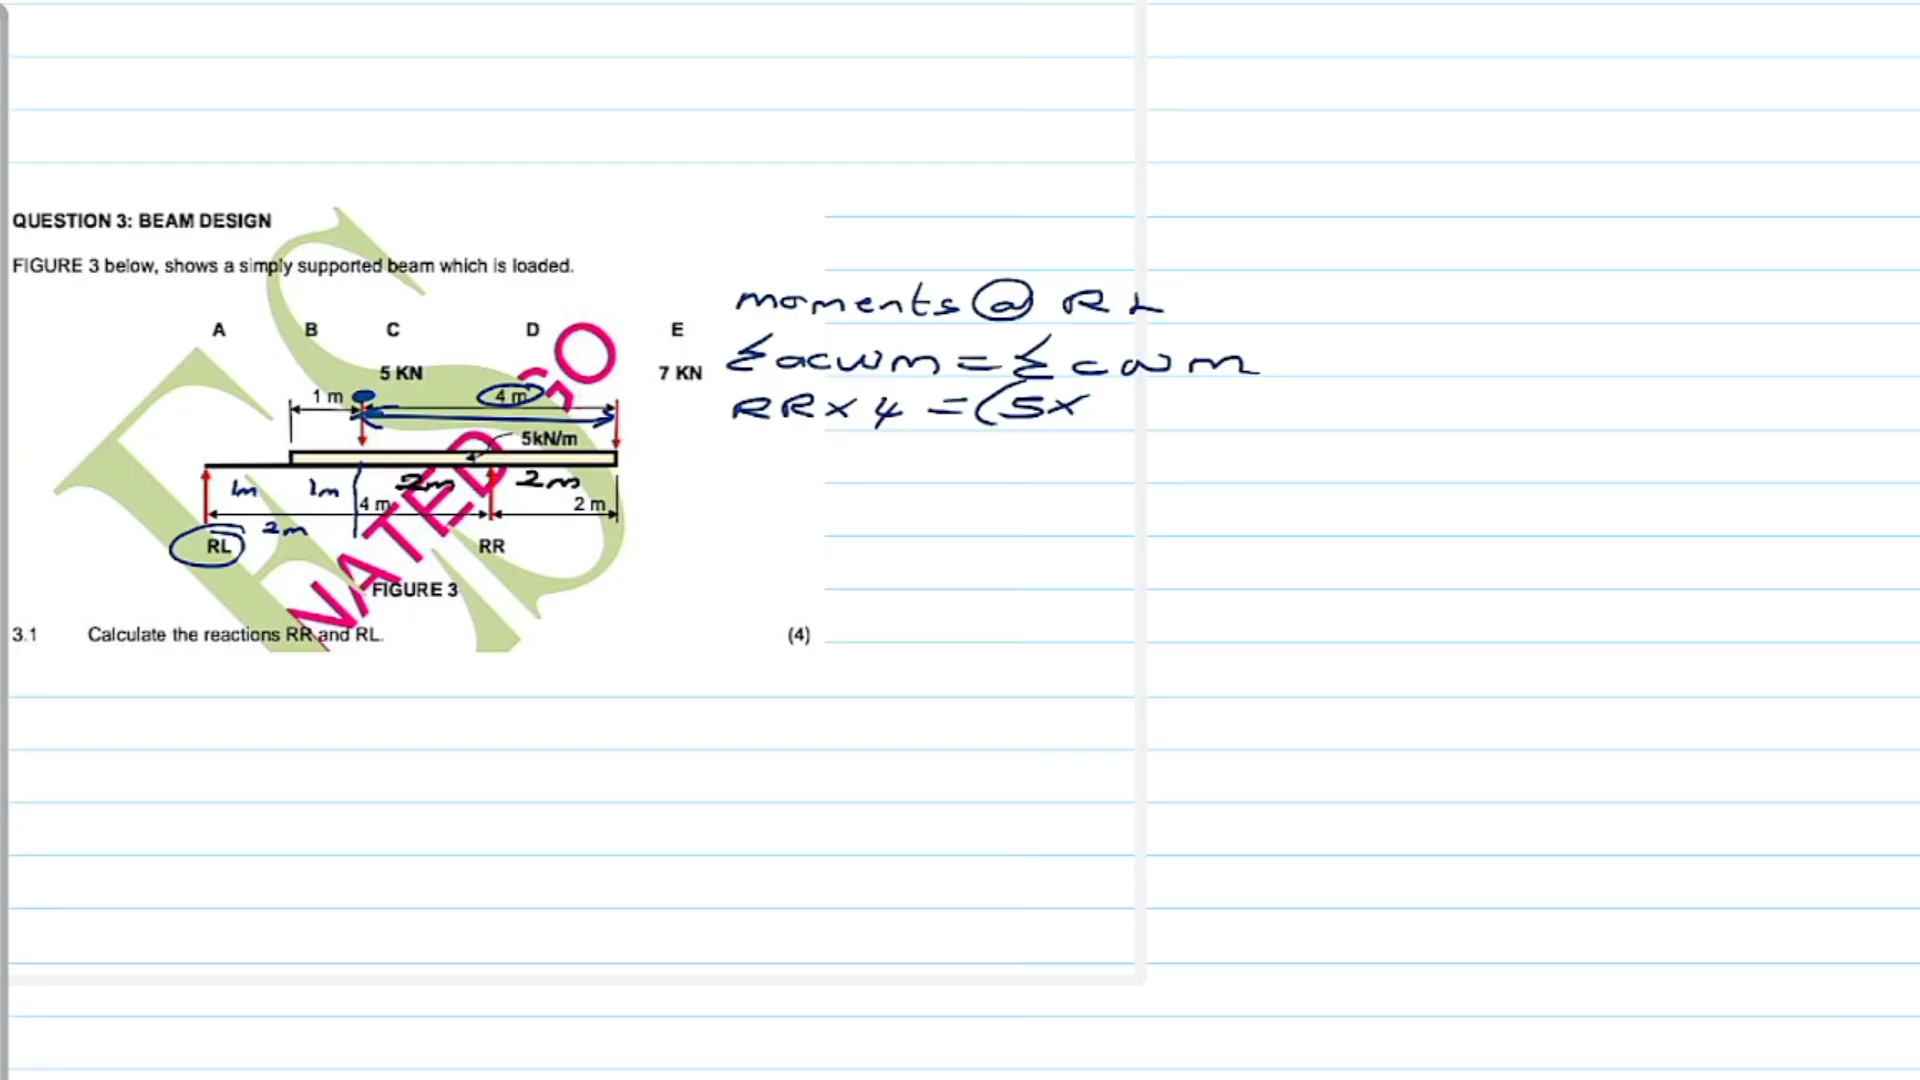 QUESTION 3: BEAM DESIGN
FIGURE 3 below, shows a simply supported beam which is loaded.
moments @ RL
A B C D E
Σacwm = Σcwm
5 KN 7 KN
1 m 4 m
RR x 4 = (5x
5kN/m
1m 1m 2m 2m
4 m 2 m
2m
RL RR
FIGURE 3
3.1 Calculate the reactions RR and RL. (4)